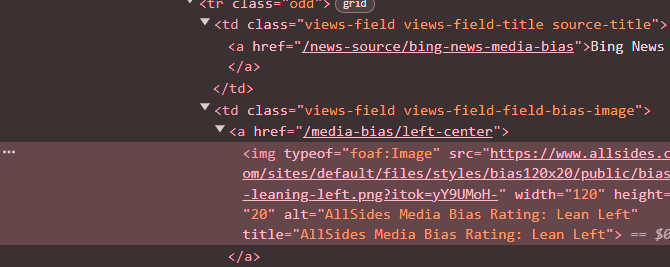 <tr class="odd"> grid
<td class="views-field views-field-title source-title">
<a href="/news-source/bing-news-media-bias">Bing News
</a>
</td>
<td class="views-field views-field-field-bias-image">
<a href="/media-bias/left-center">
<img typeof="foaf:Image" src="https://www.allsides.c
om/sites/default/files/styles/bias120x20/public/bias
-leaning-left.png?itok=yY9UMoH-" width="120" height=
"20" alt="AllSides Media Bias Rating: Lean Left"
title="AllSides Media Bias Rating: Lean Left"> == $0
</a>